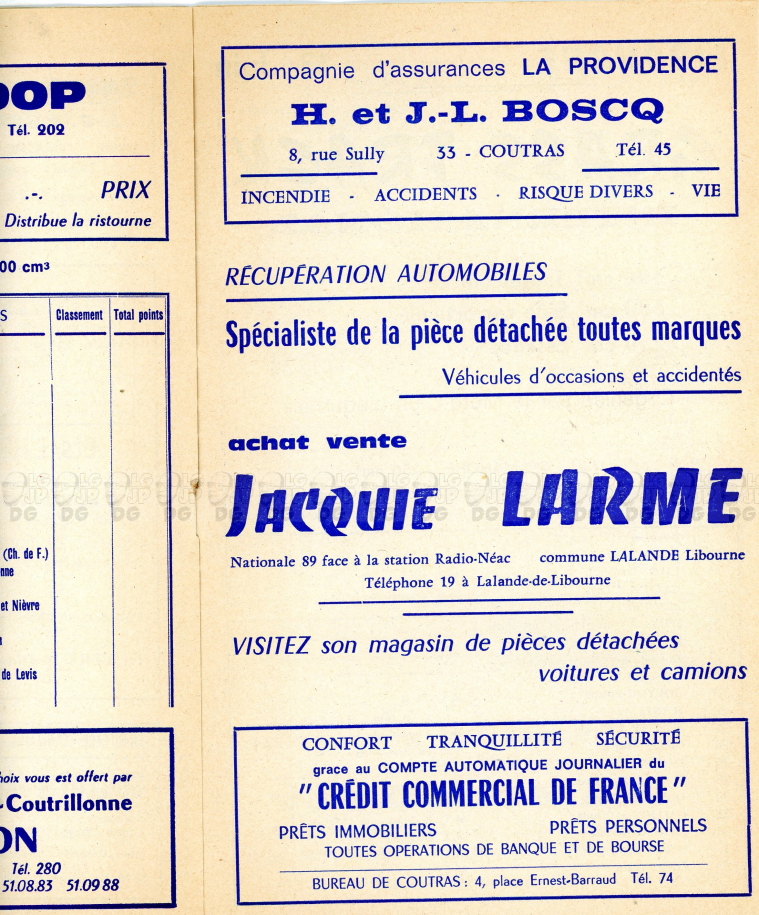 OOP
Tél. 202
.-. PRIX
Distribue la ristourne
00 cm³
S Classement Total points
(Ch. de F.)
nne
et Nièvre
de Levis
hoix vous est offert par
-Coutrillonne
ON
Tél. 280
51.08.83 51.09 88
Compagnie d'assurances LA PROVIDENCE
H. et J.-L. BOSCQ
8, rue Sully 33 - COUTRAS Tél. 45
INCENDIE - ACCIDENTS - RISQUE DIVERS - VIE
RÉCUPÉRATION AUTOMOBILES
Spécialiste de la pièce détachée toutes marques
Véhicules d'occasions et accidentés
achat vente
JACQUIE LARME
Nationale 89 face à la station Radio-Néac commune LALANDE Libourne
Téléphone 19 à Lalande-de-Libourne
VISITEZ son magasin de pièces détachées
voitures et camions
CONFORT TRANQUILLITÉ SÉCURITÉ
grace au COMPTE AUTOMATIQUE JOURNALIER du
"CRÉDIT COMMERCIAL DE FRANCE"
PRÊTS IMMOBILIERS PRÊTS PERSONNELS
TOUTES OPERATIONS DE BANQUE ET DE BOURSE
BUREAU DE COUTRAS : 4, place Ernest-Barraud Tél. 74